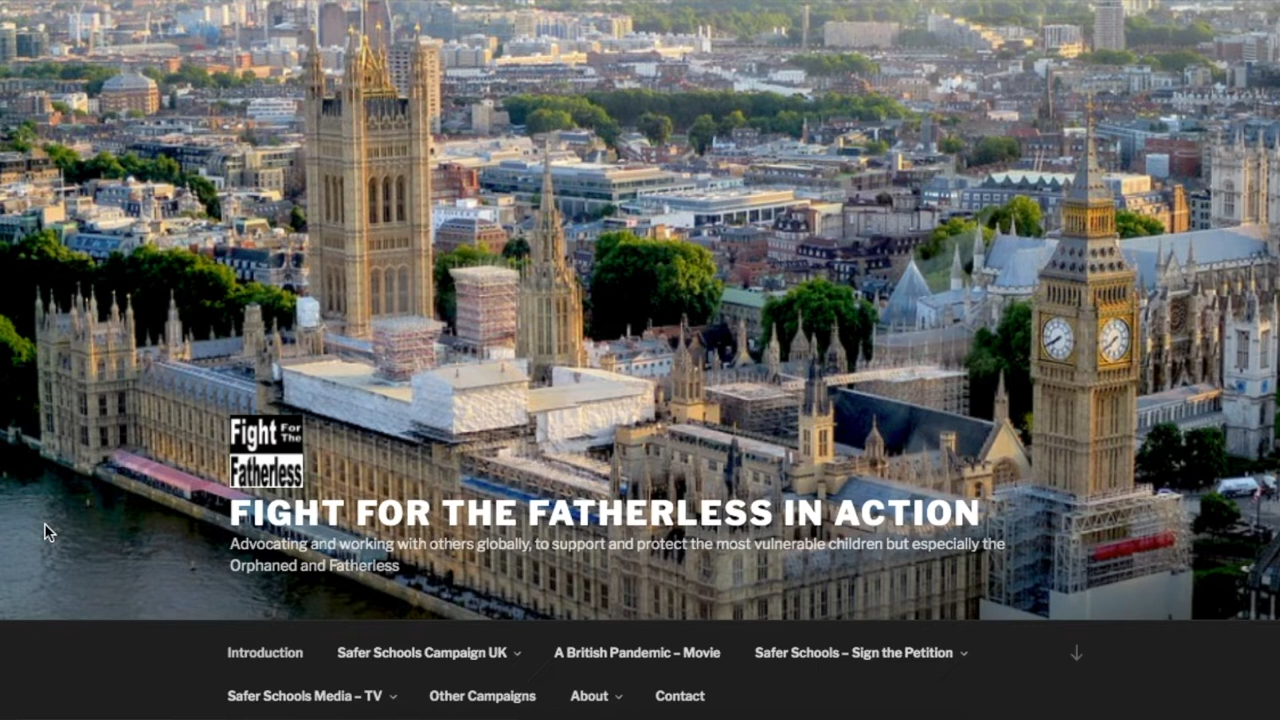 Fight For The
Fatherless
FIGHT FOR THE FATHERLESS IN ACTION
Advocating and working with others globally, to support and protect the most vulnerable children but especially the
Orphaned and Fatherless
Introduction
Safer Schools Campaign UK
A British Pandemic – Movie
Safer Schools – Sign the Petition
Safer Schools Media – TV
Other Campaigns
About
Contact